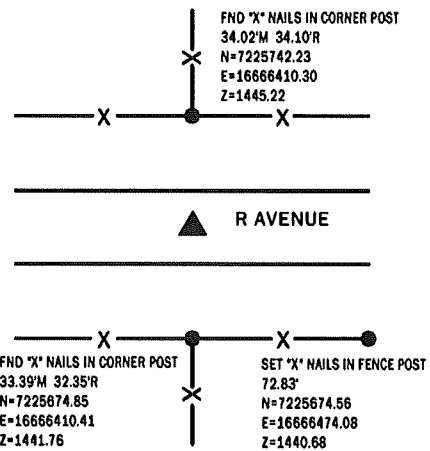 FND "X" NAILS IN CORNER POST
34.02'M 34.10'R
N=7225742.23
E=16666410.30
Z=1445.22
X
X
X
R AVENUE
X
X
FND "X" NAILS IN CORNER POST
33.39'M 32.35'R
N=7225674.85
E=16666410.41
Z=1441.76
X
SET "X" NAILS IN FENCE POST
72.83'
N=7225674.56
E=16666474.08
Z=1440.68